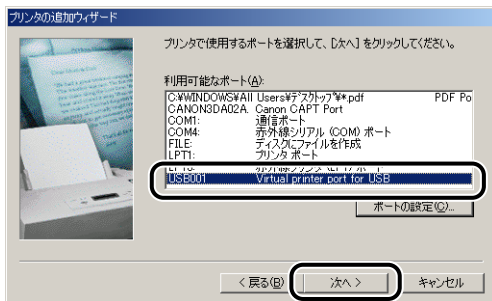 プリンタの追加ウィザード
プリンタで使用するポートを選択して、[次へ] をクリックしてください。
利用可能なポート(A):
C:¥WINDOWS¥All Users¥デスクトップ¥*.pdf PDF Po
CANON3DA02A. Canon CAPT Port
COM1: 通信ポート
COM4: 赤外線シリアル (COM) ポート
FILE: ディスクにファイルを作成
LPT1: プリンタ ポート
USB001 Virtual printer port for USB
ポートの設定(C)...
< 戻る(B)
次へ >
キャンセル